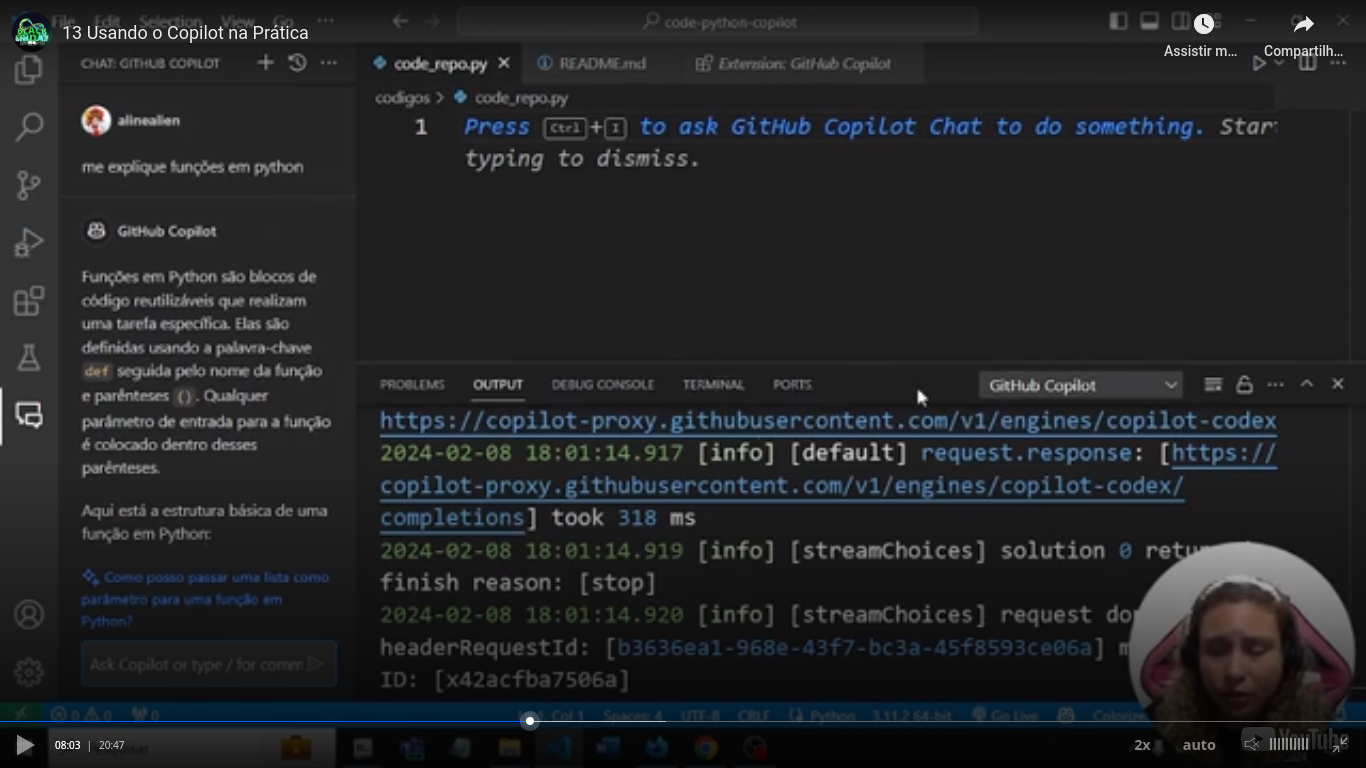 File Edit Selection View Go ...
code-python-copilot
13 Usando o Copilot na Prática
Assistir m...
Compartilh...
CHAT: GITHUB COPILOT
code_repo.py
README.md
Extension: GitHub Copilot
codigos > code_repo.py
alinealien
me explique funções em python
1 Press Ctrl+I to ask GitHub Copilot Chat to do something. Star
typing to dismiss.
GitHub Copilot
Funções em Python são blocos de
código reutilizáveis que realizam
uma tarefa específica. Elas são
definidas usando a palavra-chave
def seguida pelo nome da função
e parênteses (). Qualquer
parâmetro de entrada para a função
é colocado dentro desses
parênteses.
Aqui está a estrutura básica de uma
função em Python:
Como posso passar uma lista como
parâmetro para uma função em
Python?
Ask Copilot or type / for comm
PROBLEMS OUTPUT DEBUG CONSOLE TERMINAL PORTS
GitHub Copilot
https://copilot-proxy.githubusercontent.com/v1/engines/copilot-codex
2024-02-08 18:01:14.917 [info] [default] request.response: [https://
copilot-proxy.githubusercontent.com/v1/engines/copilot-codex/
completions] took 318 ms
2024-02-08 18:01:14.919 [info] [streamChoices] solution 0 retu
finish reason: [stop]
2024-02-08 18:01:14.920 [info] [streamChoices] request do
headerRequestId: [b3636ea1-968e-43f7-bc3a-45f8593ce06a] m
ID: [x42acfba7506a]
0 0 0
Col 1 Spaces: 4 UTF-8 CRLF Python 3.11.2 64-bit Go Live Coloriz
08:03 | 20:47
2x
auto
YouTube